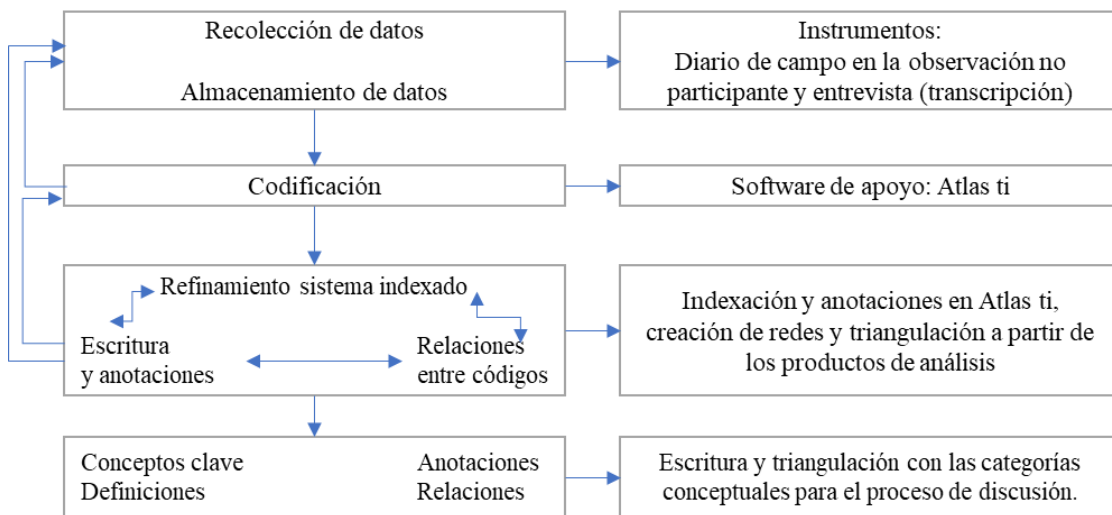 Recolección de datos
Almacenamiento de datos
Instrumentos:
Diario de campo en la observación no
participante y entrevista (transcripción)
Codificación
Software de apoyo: Atlas ti
Refinamiento sistema indexado
Escritura
y anotaciones
Relaciones
entre códigos
Indexación y anotaciones en Atlas ti,
creación de redes y triangulación a partir de
los productos de análisis
Conceptos clave
Definiciones
Anotaciones
Relaciones
Escritura y triangulación con las categorías
conceptuales para el proceso de discusión.